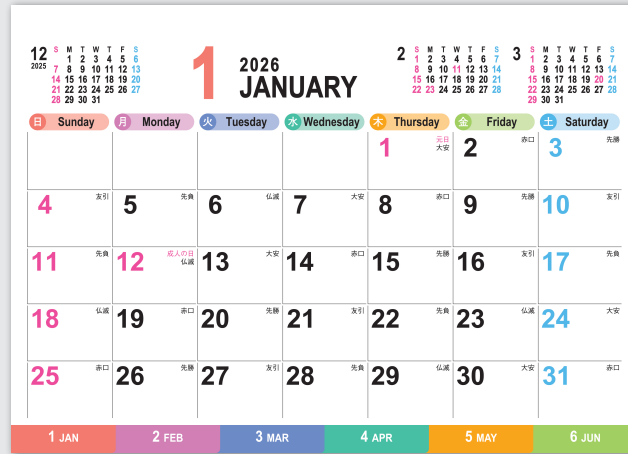 12
2025
S M T W T F S
1 2 3 4 5 6
7 8 9 10 11 12 13
14 15 16 17 18 19 20
21 22 23 24 25 26 27
28 29 30 31
1
2026
JANUARY
2
S M T W T F S
1 2 3 4 5 6 7
8 9 10 11 12 13 14
15 16 17 18 19 20 21
22 23 24 25 26 27 28
3
S M T W T F S
1 2 3 4 5 6 7
8 9 10 11 12 13 14
15 16 17 18 19 20 21
22 23 24 25 26 27 28
29 30 31
日 Sunday 月 Monday 火 Tuesday 水 Wednesday 木 Thursday 金 Friday 土 Saturday
1 元日 大安 2 赤口 3 先勝
4 友引 5 先負 6 仏滅 7 大安 8 赤口 9 先勝 10 友引
11 先負 12 成人の日 仏滅 13 大安 14 赤口 15 先勝 16 友引 17 先負
18 仏滅 19 赤口 20 先勝 21 友引 22 先負 23 仏滅 24 大安
25 赤口 26 先勝 27 友引 28 先負 29 仏滅 30 大安 31 赤口
1 JAN 2 FEB 3 MAR 4 APR 5 MAY 6 JUN